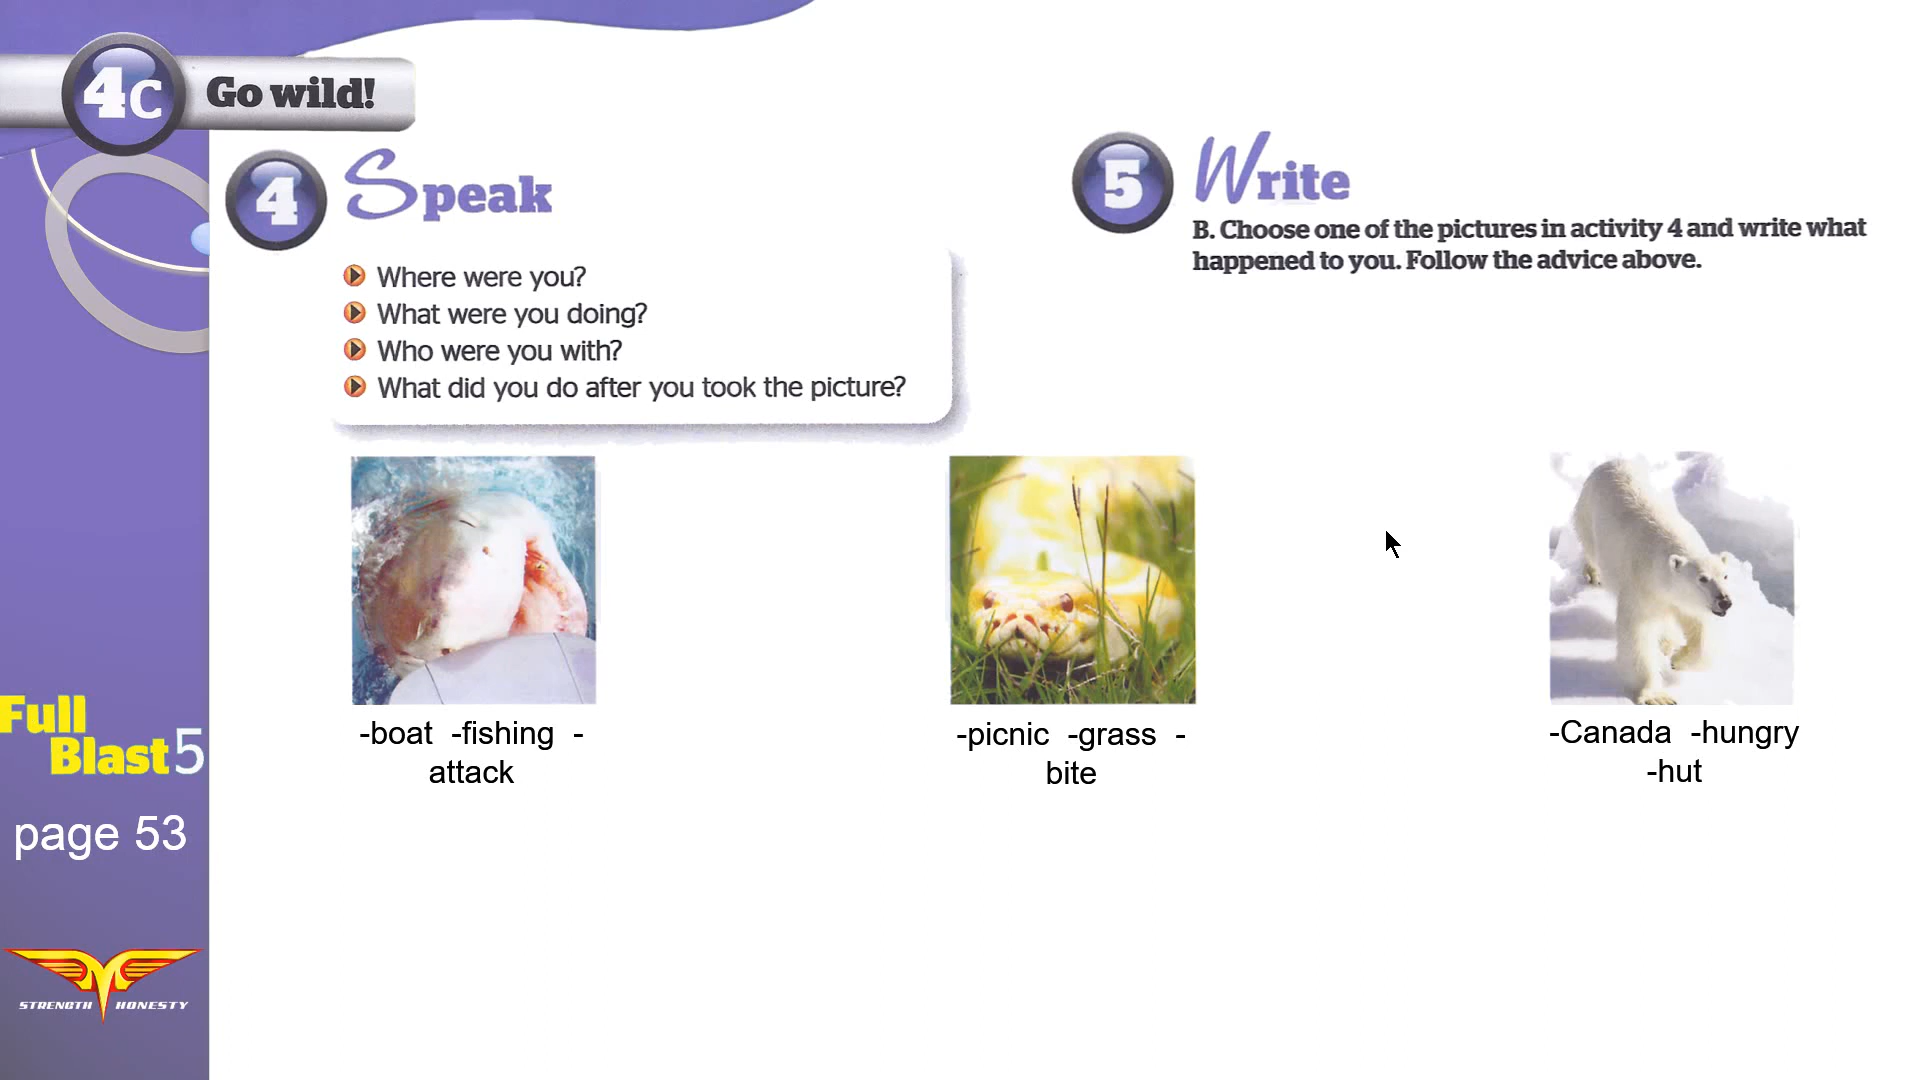 4C Go wild!
4 Speak
Where were you?
What were you doing?
Who were you with?
What did you do after you took the picture?
5 Write
B. Choose one of the pictures in activity 4 and write what
happened to you. Follow the advice above.
-boat -fishing -
attack
-picnic -grass -
bite
-Canada -hungry
-hut
Full
Blast 5
page 53
STRENGTH HONESTY